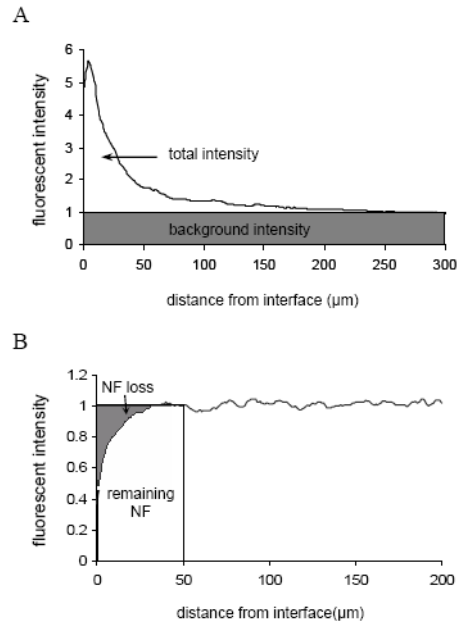 A
fluorescent intensity
6
5
4
3
2
1
0
total intensity
background intensity
0 50 100 150 200 250 300
distance from interface (µm)
B
fluorescent intensity
1.2
1
0.8
0.6
0.4
0.2
0
NF loss
remaining
NF
0 50 100 150 200
distance from interface(µm)